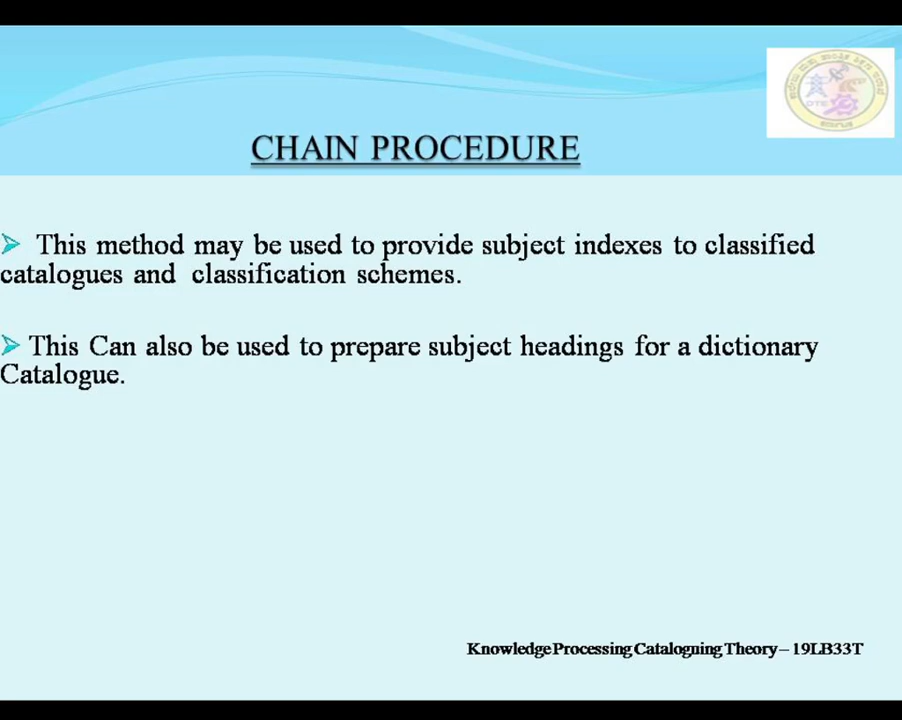 DTE
CHAIN PROCEDURE
This method may be used to provide subject indexes to classified
catalogues and classification schemes.
This Can also be used to prepare subject headings for a dictionary
Catalogue.
Knowledge Processing Catalogning Theory – 19LB33T